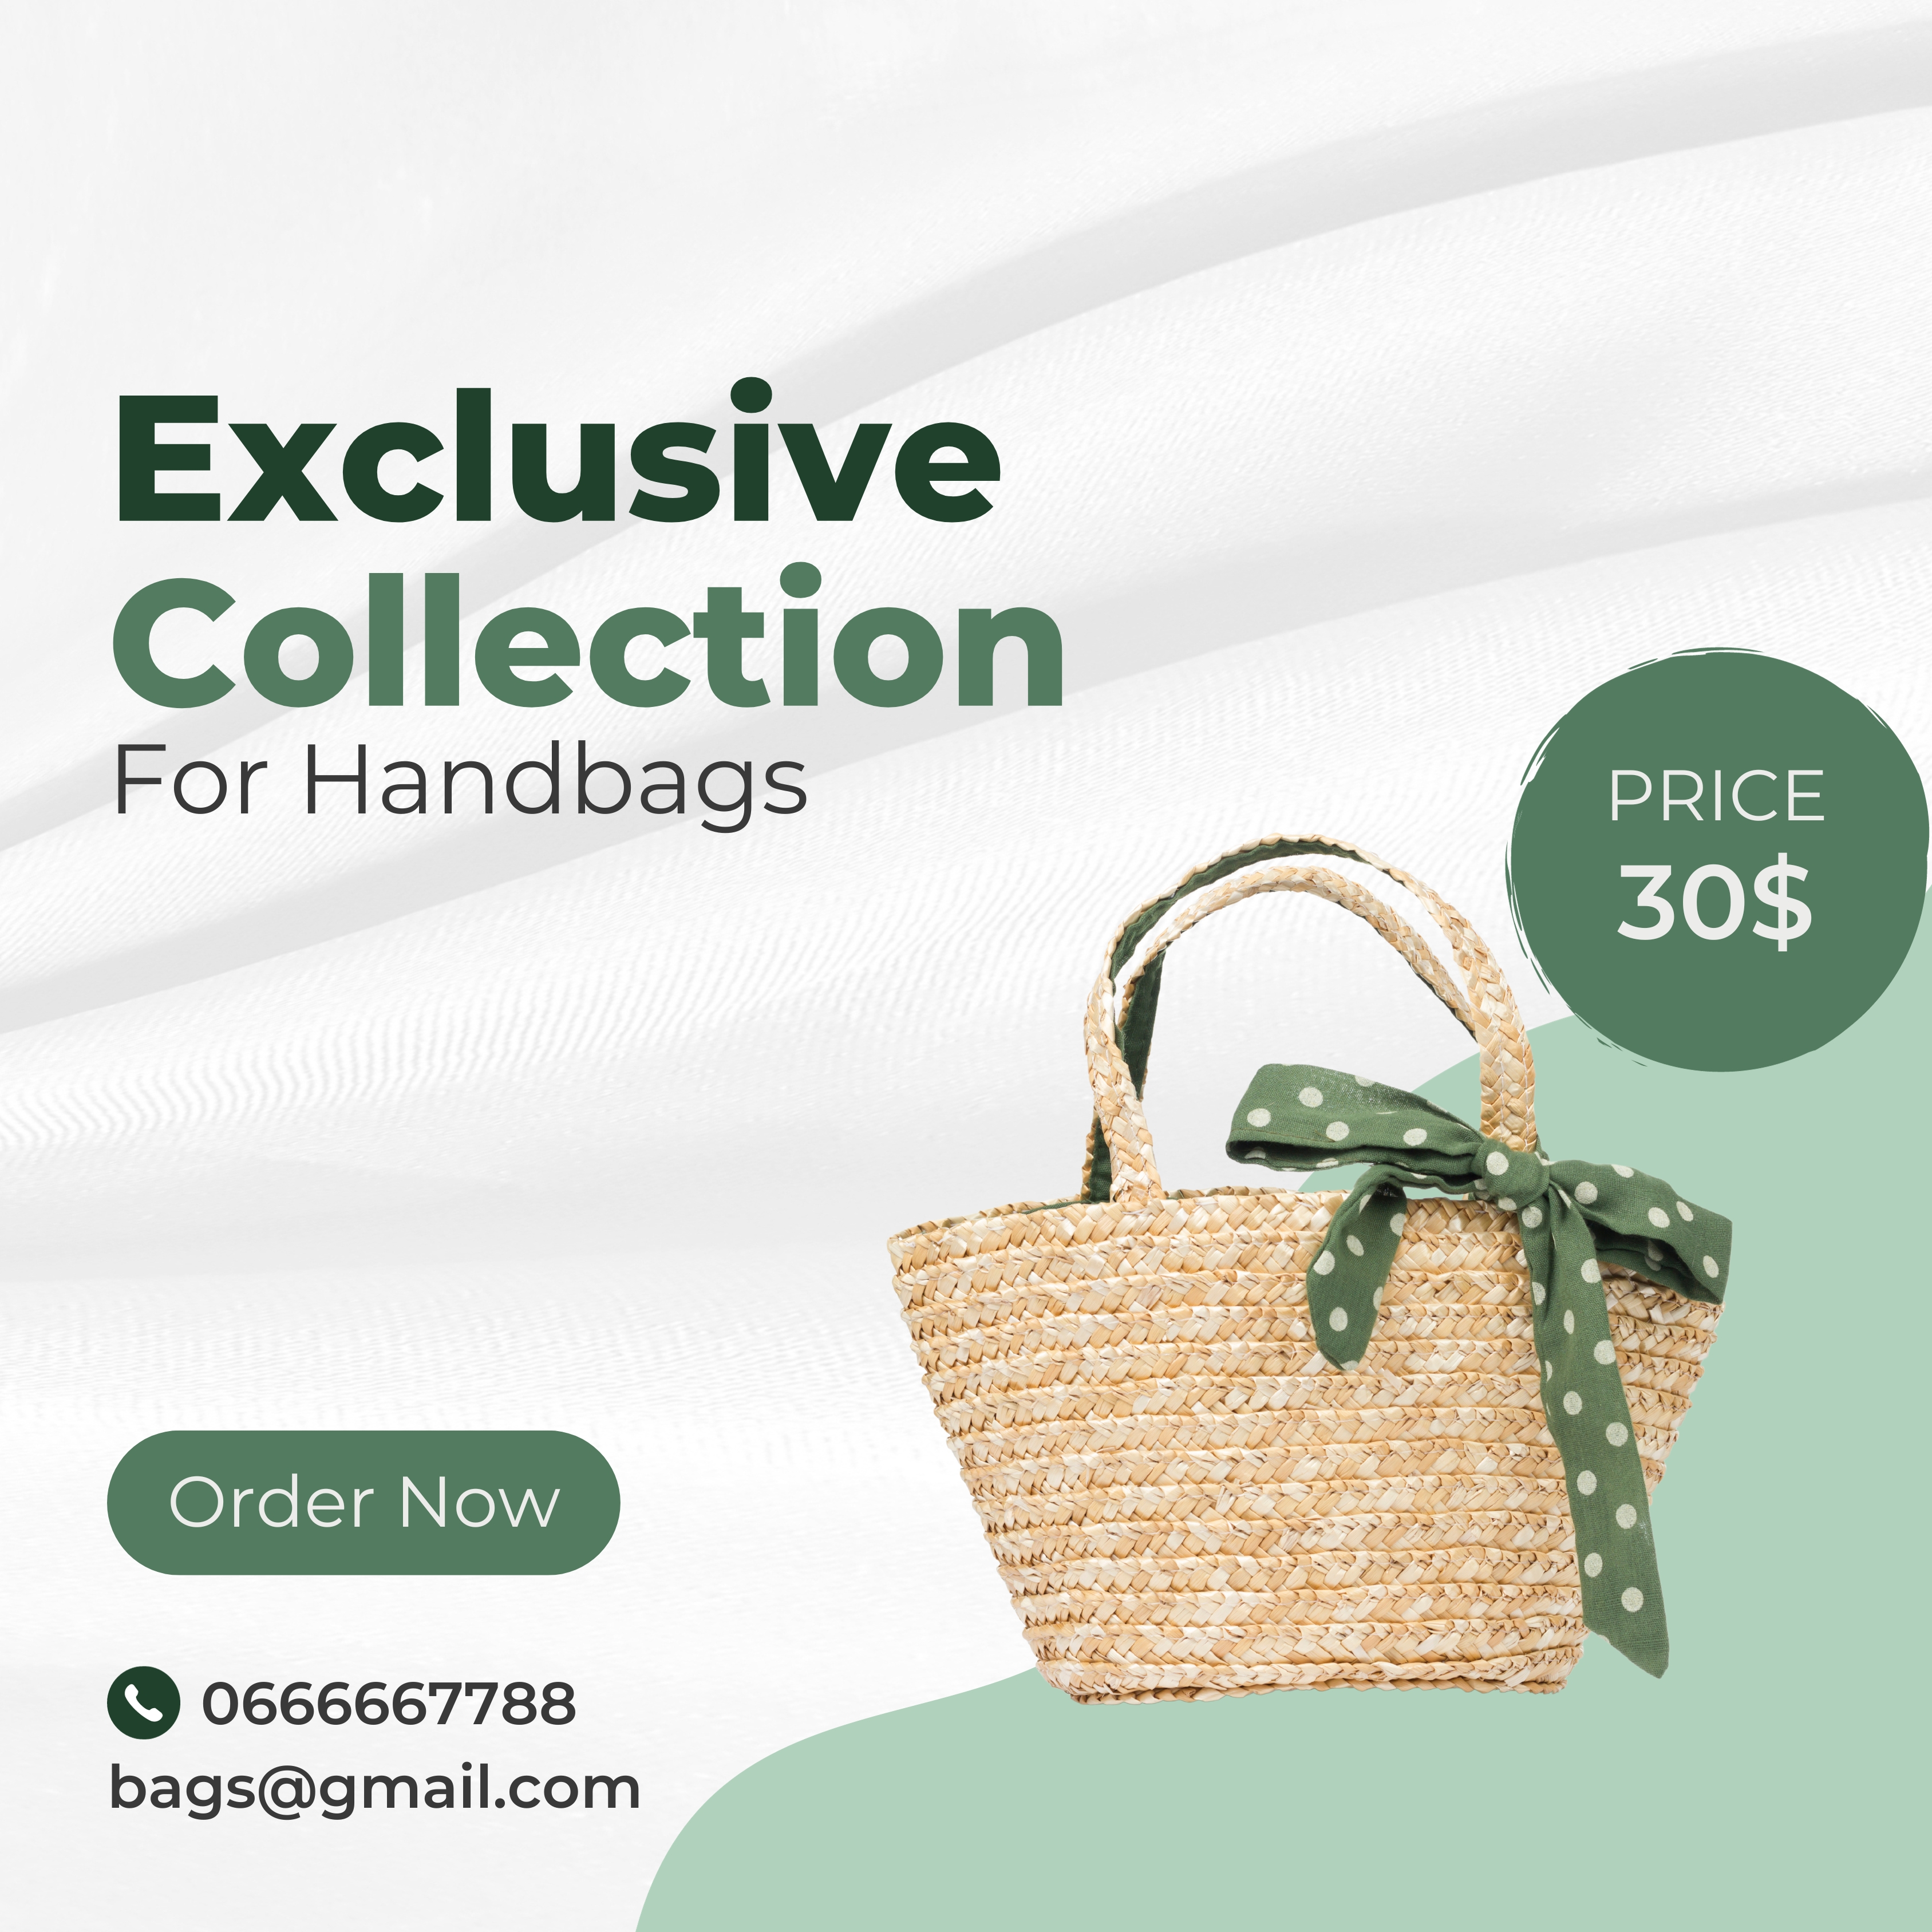 Exclusive
Collection
For Handbags
PRICE
30$
Order Now
0666667788
bags@gmail.com